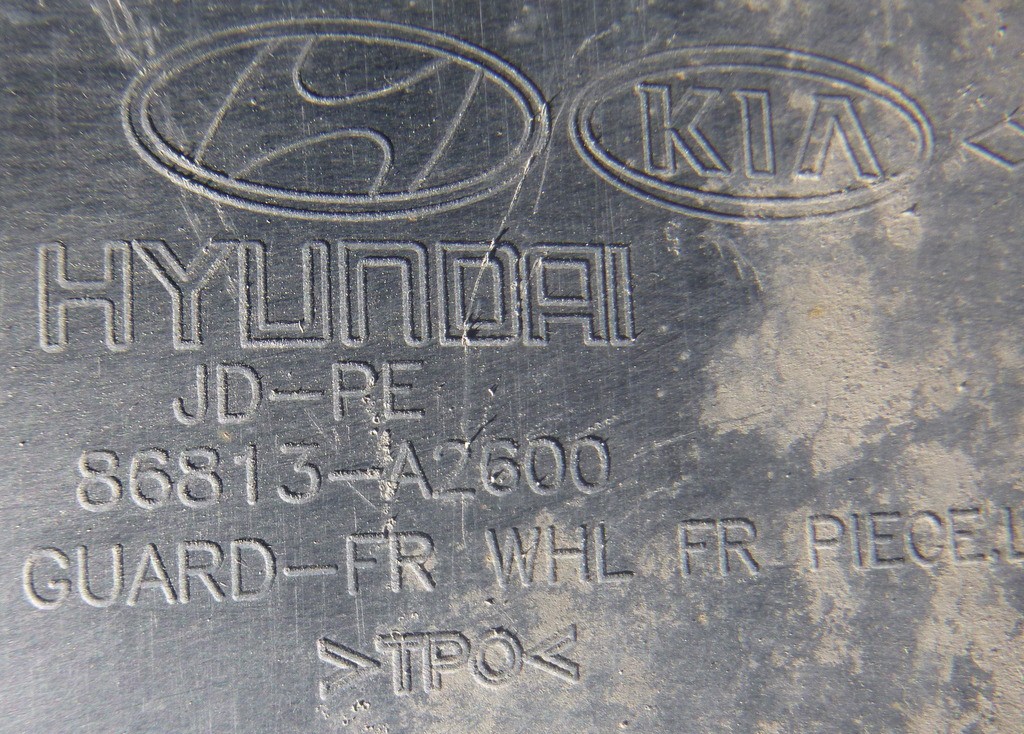 KIA
HYUNDAI
JD-PE
86813-A2600
GUARD-FR WHL FR PIECE.L
>TPO<